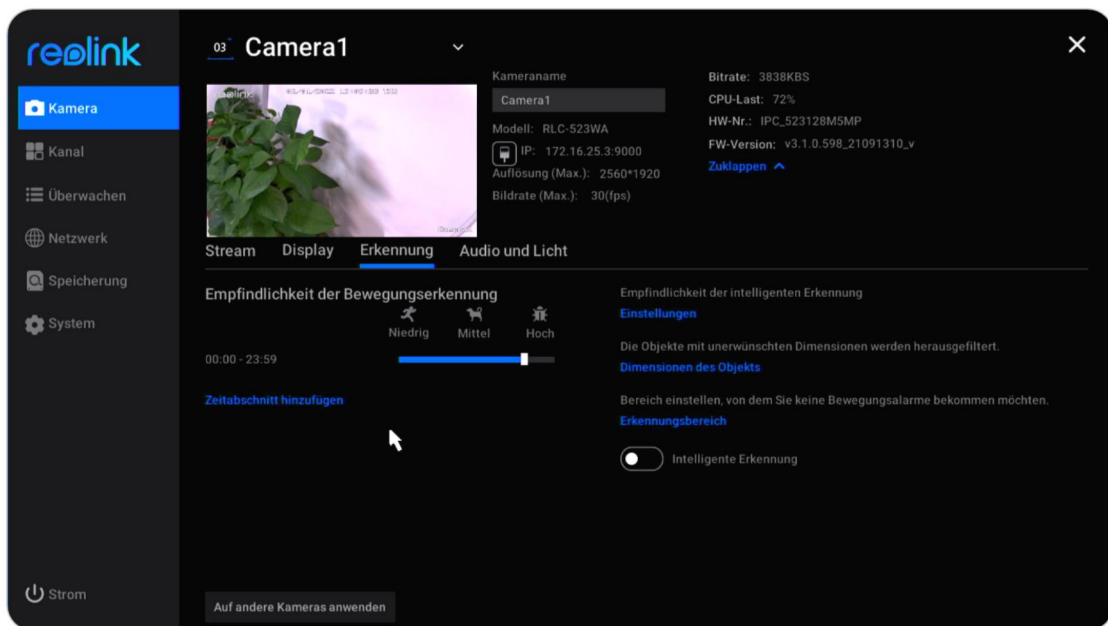 reolink
03 Camera1
Kamera
Kanal
Überwachen
Netzwerk
Speicherung
System
Strom
reolink
Kameraname
Camera1
Modell: RLC-523WA
IP: 172.16.25.3:9000
Auflösung (Max.): 2560*1920
Bildrate (Max.): 30(fps)
Bitrate: 3838KBS
CPU-Last: 72%
HW-Nr.: IPC_523128M5MP
FW-Version: v3.1.0.598_21091310_v
Zuklappen
Stream Display Erkennung Audio und Licht
Empfindlichkeit der Bewegungserkennung
Niedrig Mittel Hoch
00:00 - 23:59
Zeitabschnitt hinzufügen
Empfindlichkeit der intelligenten Erkennung
Einstellungen
Die Objekte mit unerwünschten Dimensionen werden herausgefiltert.
Dimensionen des Objekts
Bereich einstellen, von dem Sie keine Bewegungsalarme bekommen möchten.
Erkennungsbereich
Intelligente Erkennung
Auf andere Kameras anwenden